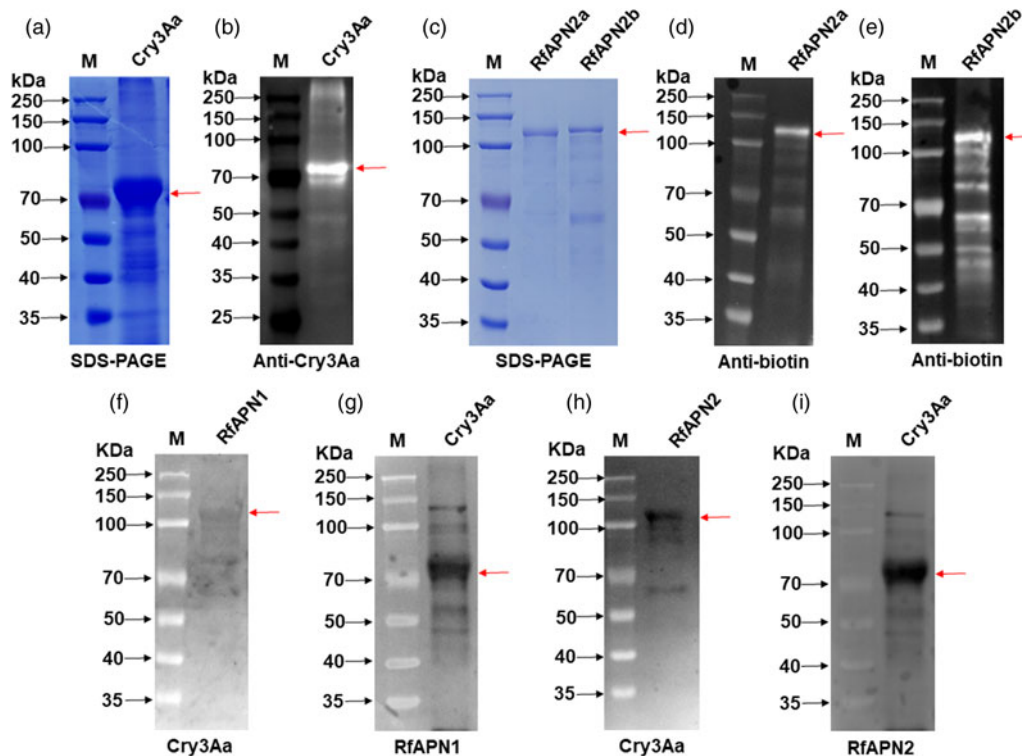 (a)
Cry3Aa
M
kDa
250
150
100
70
50
40
35
SDS-PAGE
(b)
Cry3Aa
M
kDa
250
150
100
70
50
40
35
25
Anti-Cry3Aa
(c)
RfAPN2a
RfAPN2b
M
kDa
250
150
100
70
50
40
35
SDS-PAGE
(d)
RfAPN2a
M
kDa
250
150
100
70
50
40
35
Anti-biotin
(e)
RfAPN2b
M
kDa
250
150
100
70
50
40
35
Anti-biotin
(f)
RfAPN1
M
KDa
250
150
100
70
50
40
35
Cry3Aa
(g)
Cry3Aa
M
KDa
250
150
100
70
50
40
35
RfAPN1
(h)
RfAPN2
M
KDa
250
150
100
70
50
40
35
Cry3Aa
(i)
Cry3Aa
M
KDa
250
150
100
70
50
40
35
RfAPN2